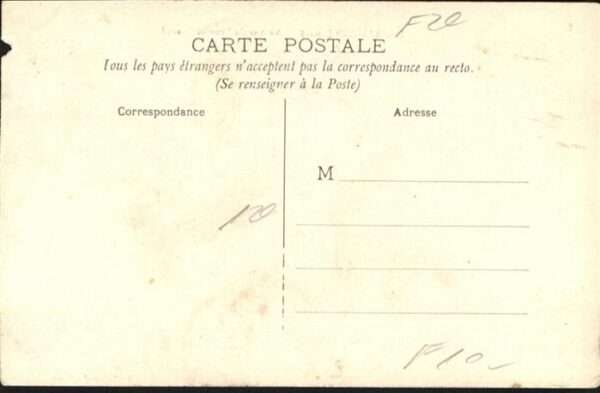 F20
CARTE POSTALE
Tous les pays étrangers n'acceptent pas la correspondance au recto.
(Se renseigner à la Poste)
Correspondance
Adresse
M
F10-